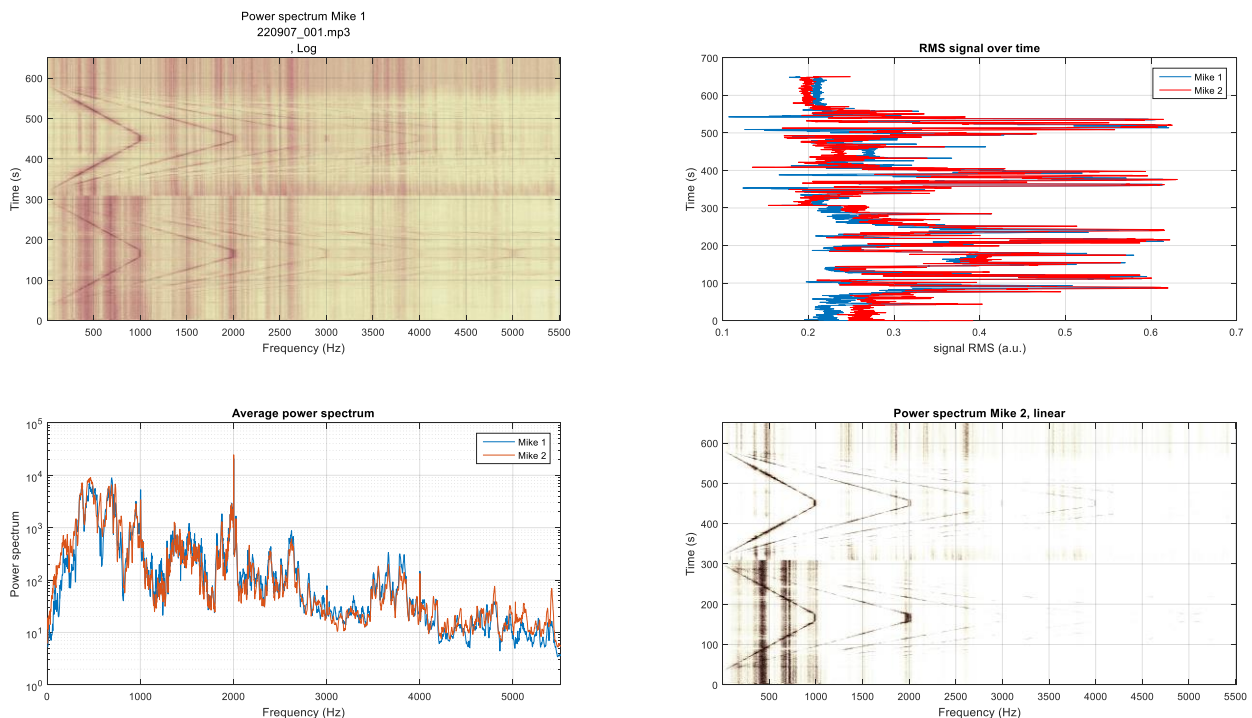 Power spectrum Mike 1
220907_001.mp3
, Log
600
500
400
300
200
100
0
Time (s)
500 1000 1500 2000 2500 3000 3500 4000 4500 5000 5500
Frequency (Hz)
RMS signal over time
700
600
500
400
300
200
100
0
Time (s)
Mike 1
Mike 2
0.1 0.2 0.3 0.4 0.5 0.6 0.7
signal RMS (a.u.)
Average power spectrum
10^5
10^4
10^3
10^2
10^1
10^0
Power spectrum
Mike 1
Mike 2
0 1000 2000 3000 4000 5000
Frequency (Hz)
Power spectrum Mike 2, linear
600
500
400
300
200
100
0
Time (s)
500 1000 1500 2000 2500 3000 3500 4000 4500 5000 5500
Frequency (Hz)